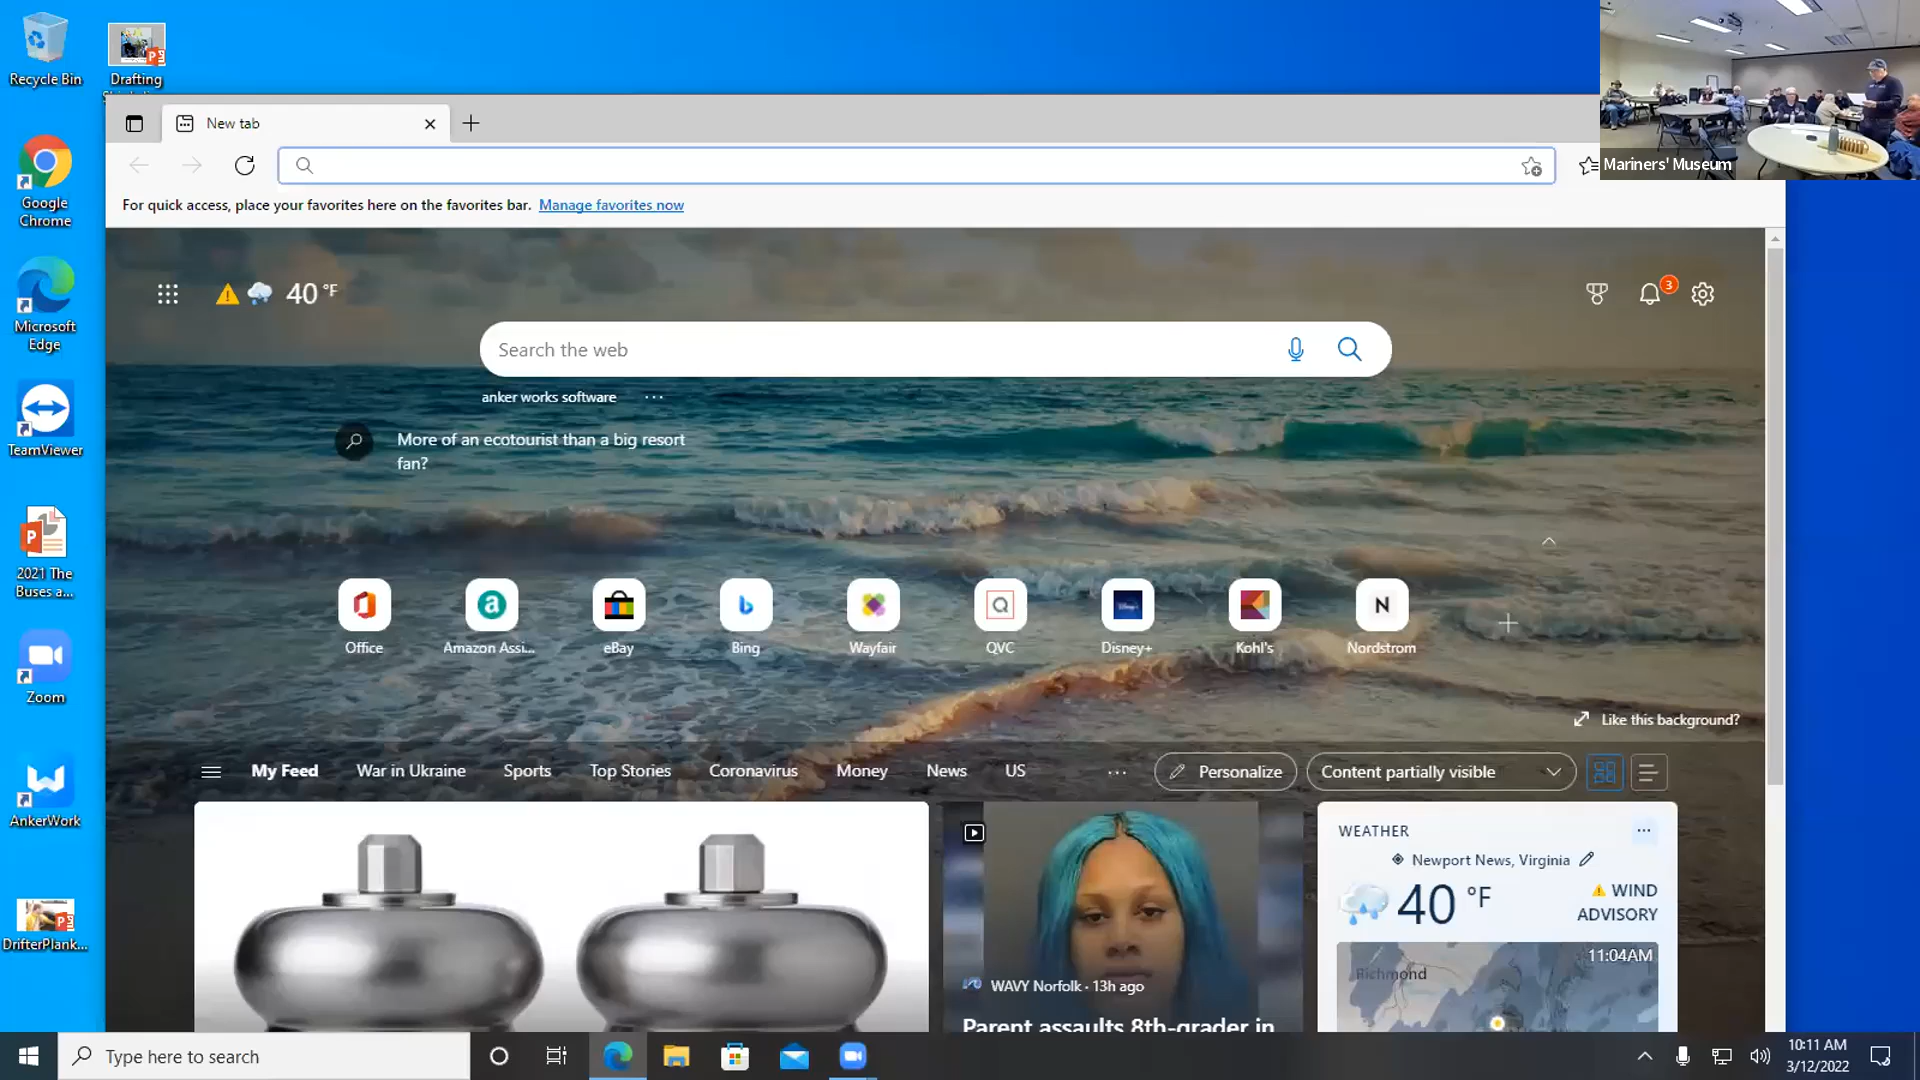 Recycle Bin
Drafting
Google
Chrome
Microsoft
Edge
TeamViewer
2021 The
Buses a...
Zoom
AnkerWork
DrifterPlank...
New tab
For quick access, place your favorites here on the favorites bar. Manage favorites now
Mariners' Museum
40 °F
3
Search the web
anker works software
More of an ecotourist than a big resort
fan?
Office
Amazon Assi...
eBay
Bing
Wayfair
QVC
Disney+
Kohl's
N
Nordstrom
Like this background?
My Feed
War in Ukraine
Sports
Top Stories
Coronavirus
Money
News
US
Personalize
Content partially visible
WAVY Norfolk · 13h ago
Parent assaults 8th-grader in
WEATHER
Newport News, Virginia
40 °F
WIND
ADVISORY
11:04AM
Richmond
Type here to search
10:11 AM
3/12/2022